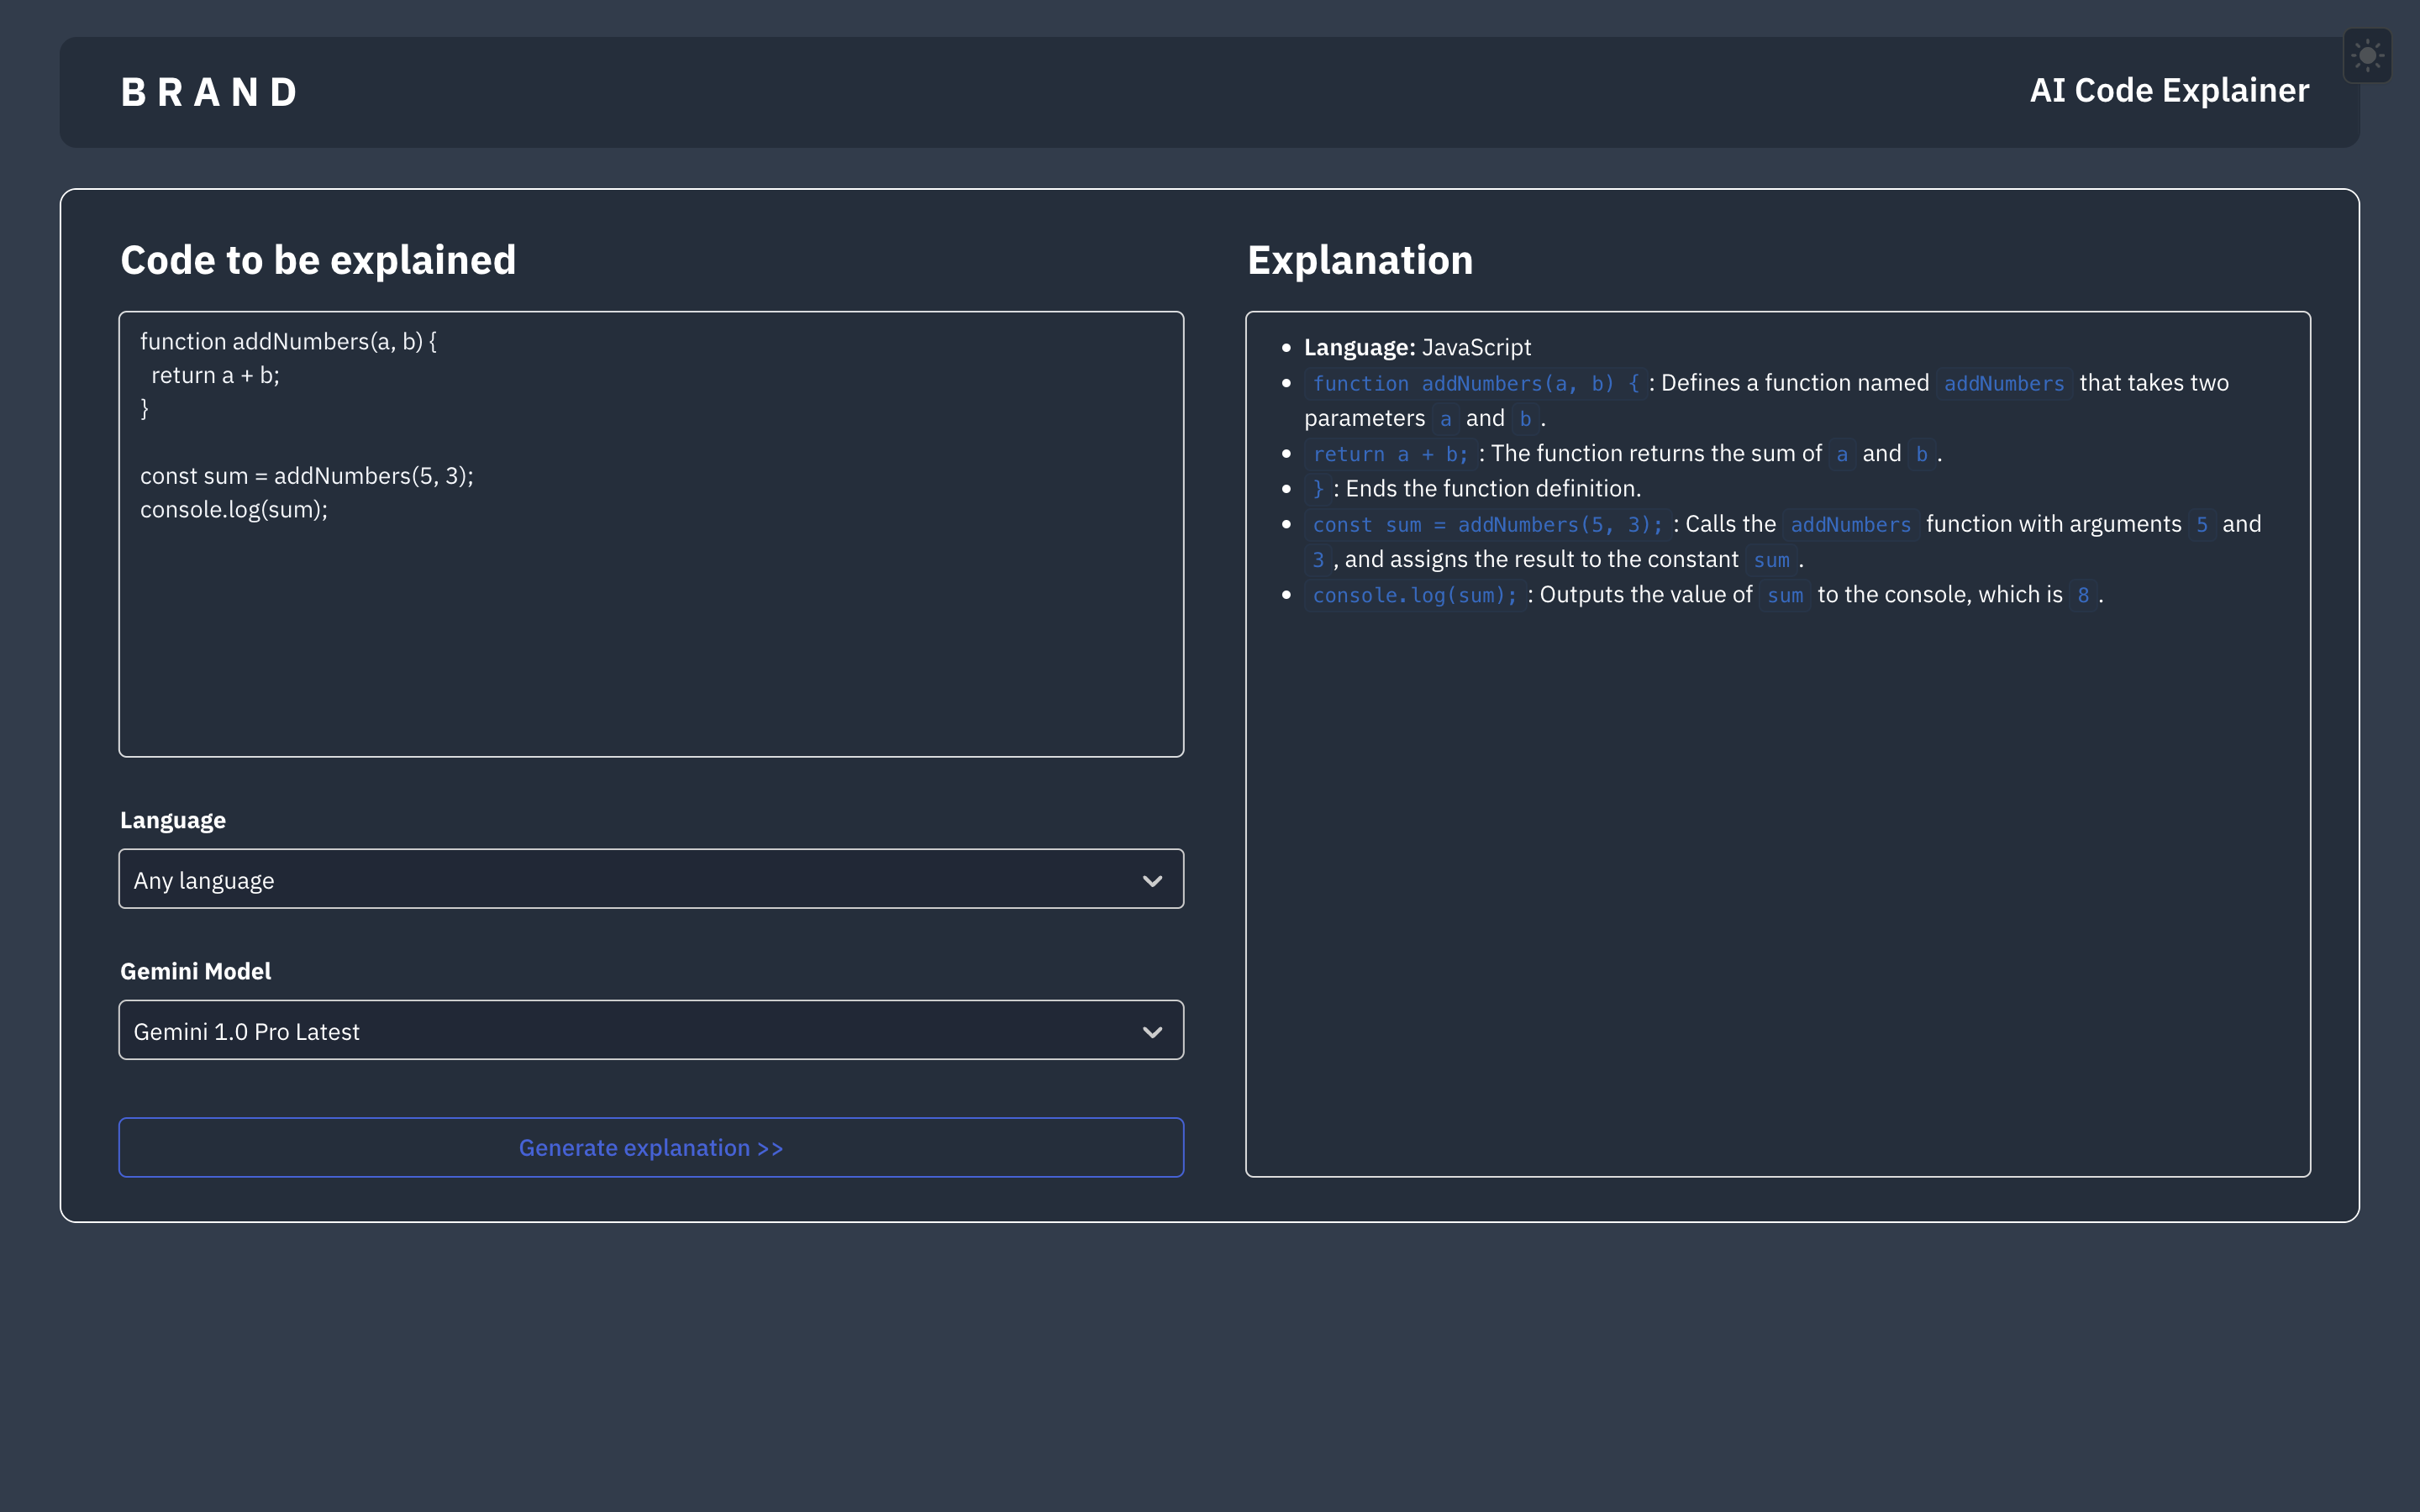 BRAND
AI Code Explainer
Code to be explained
function addNumbers(a, b) {
  return a + b;
}
const sum = addNumbers(5, 3);
console.log(sum);
Language
Any language
Gemini Model
Gemini 1.0 Pro Latest
Generate explanation >>
Explanation
Language: JavaScript
function addNumbers(a, b) { : Defines a function named addNumbers that takes two
parameters a and b .
return a + b; : The function returns the sum of a and b .
} : Ends the function definition.
const sum = addNumbers(5, 3); : Calls the addNumbers function with arguments 5 and
3 , and assigns the result to the constant sum .
console.log(sum); : Outputs the value of sum to the console, which is 8 .